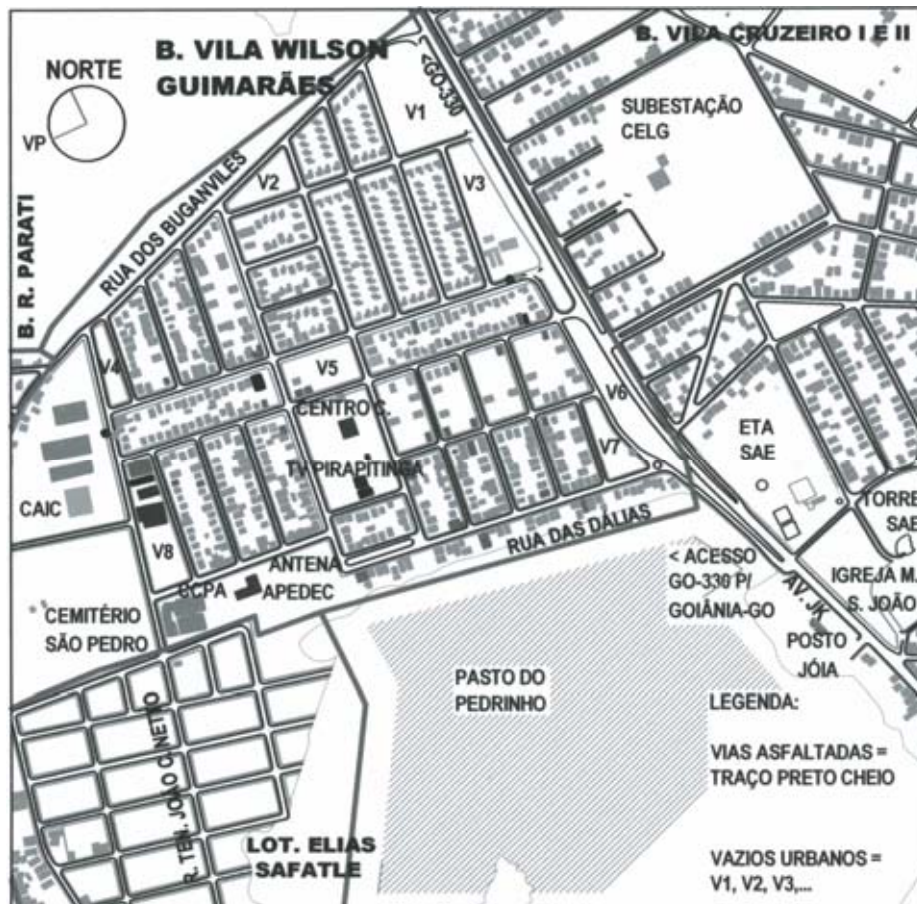 B. VILA WILSON
GUIMARÃES
B. VILA CRUZEIRO I E II
NORTE
VP
<GO-330
SUBESTAÇÃO
CELG
V1
V2
V3
RUA DOS BUGANVILES
B. R. PARATI
V4
V5
CENTRO C.
V6
TV PIRAPITINGA
V7
ETA
SAE
CAIC
TORRE
SAE
V8
RUA DAS DÁLIAS
ANTENA
APEDEC
CCPA
< ACESSO
GO-330 P/
GOIÂNIA-GO
AV. JK
IGREJA M.
S. JOÃO
CEMITÉRIO
SÃO PEDRO
POSTO
JÓIA
PASTO DO
PEDRINHO
R. TEN. JOÃO C. NETTO
LEGENDA:
VIAS ASFALTADAS =
TRAÇO PRETO CHEIO
LOT. ELIAS
SAFATLE
VAZIOS URBANOS =
V1, V2, V3,...